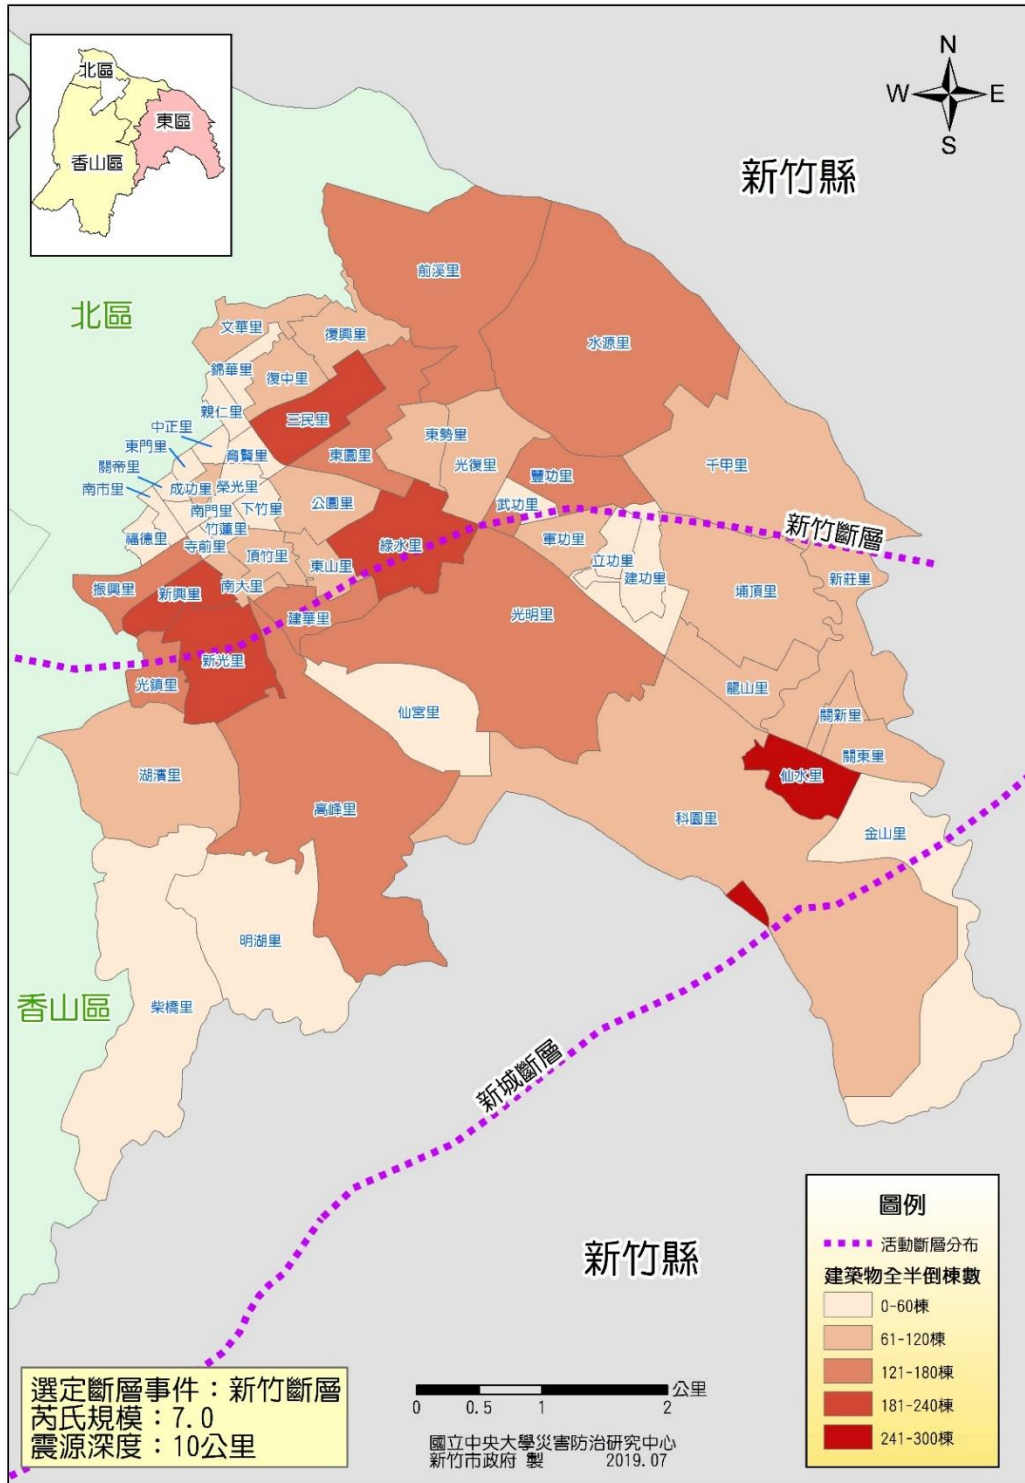 北區
東區
香山區
N
W
E
S
新竹縣
北區
前溪里
文華里
復興里
水源里
錦華里
復中里
親仁里
三民里
中正里
東門里
東勢里
育賢里
東園里
關帝里
光復里
千甲里
豐功里
南市里
成功里
榮光里
公園里
南門里
下竹里
武功里
竹蓮里
新竹斷層
福德里
寺前里
綠水里
軍功里
頂竹里
東山里
立功里
建功里
新莊里
振興里
新興里
南大里
埔頂里
建華里
光明里
新光里
光鎮里
龍山里
仙宮里
關新里
關東里
湖濱里
仙水里
高峰里
科園里
金山里
明湖里
香山區
柴橋里
新城斷層
新竹縣
圖例
活動斷層分布
建築物全半倒棟數
0-60棟
61-120棟
121-180棟
181-240棟
241-300棟
選定斷層事件：新竹斷層
芮氏規模：7.0
震源深度：10公里
公里
0 0.5 1 2
國立中央大學災害防治研究中心
新竹市政府 製 2019.07